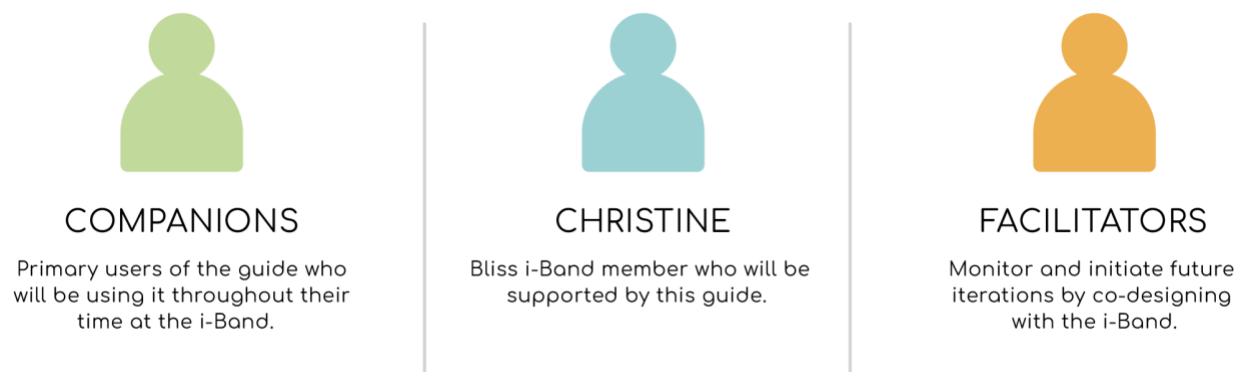 COMPANIONS
Primary users of the guide who
will be using it throughout their
time at the i-Band.
CHRISTINE
Bliss i-Band member who will be
supported by this guide.
FACILITATORS
Monitor and initiate future
iterations by co-designing
with the i-Band.